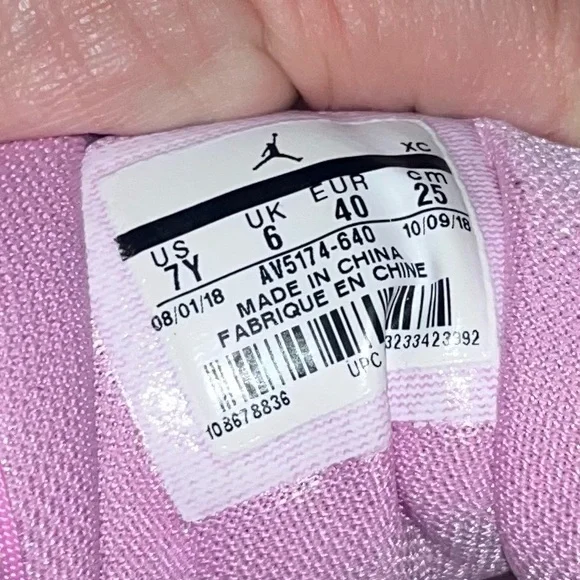 XC
US UK EUR cm
7Y 6 40 25
AV5174-640
08/01/18 10/09/18
MADE IN CHINA
FABRIQUE EN CHINE
UPC
108678836 3233423392